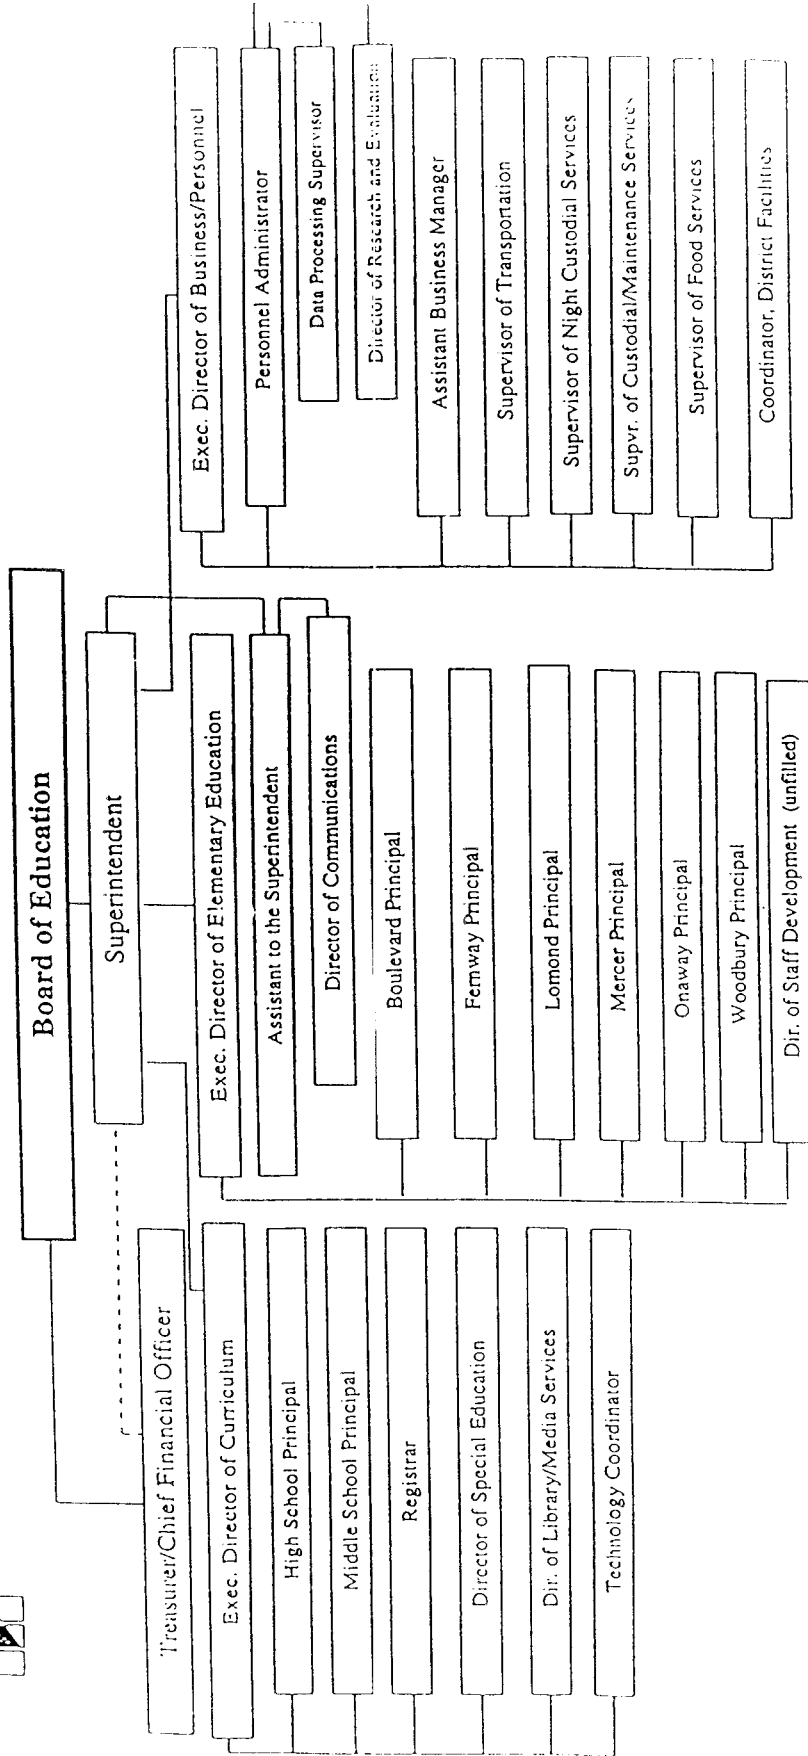 Board of Education
Superintendent
Treasurer/Chief Financial Officer
Exec. Director of Curriculum
High School Principal
Middle School Principal
Registrar
Director of Special Education
Dir. of Library/Media Services
Technology Coordinator
Exec. Director of Elementary Education
Assistant to the Superintendent
Director of Communications
Boulevard Principal
Fernway Principal
Lomond Principal
Mercer Principal
Onaway Principal
Woodbury Principal
Dir. of Staff Development (unfilled)
Exec. Director of Business/Personnel
Personnel Administrator
Data Processing Supervisor
Director of Research and Evaluation
Assistant Business Manager
Supervisor of Transportation
Supervisor of Night Custodial Services
Supvr. of Custodial/Maintenance Services
Supervisor of Food Services
Coordinator, District Facilities